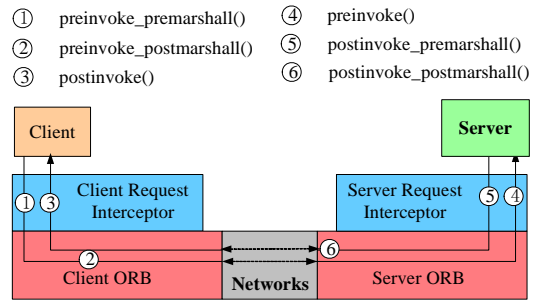 1 preinvoke_premarshall()
2 preinvoke_postmarshall()
3 postinvoke()
4 preinvoke()
5 postinvoke_premarshall()
6 postinvoke_postmarshall()
Client
Server
Client Request
Interceptor
Server Request
Interceptor
1
3
5
4
2
6
Client ORB
Networks
Server ORB